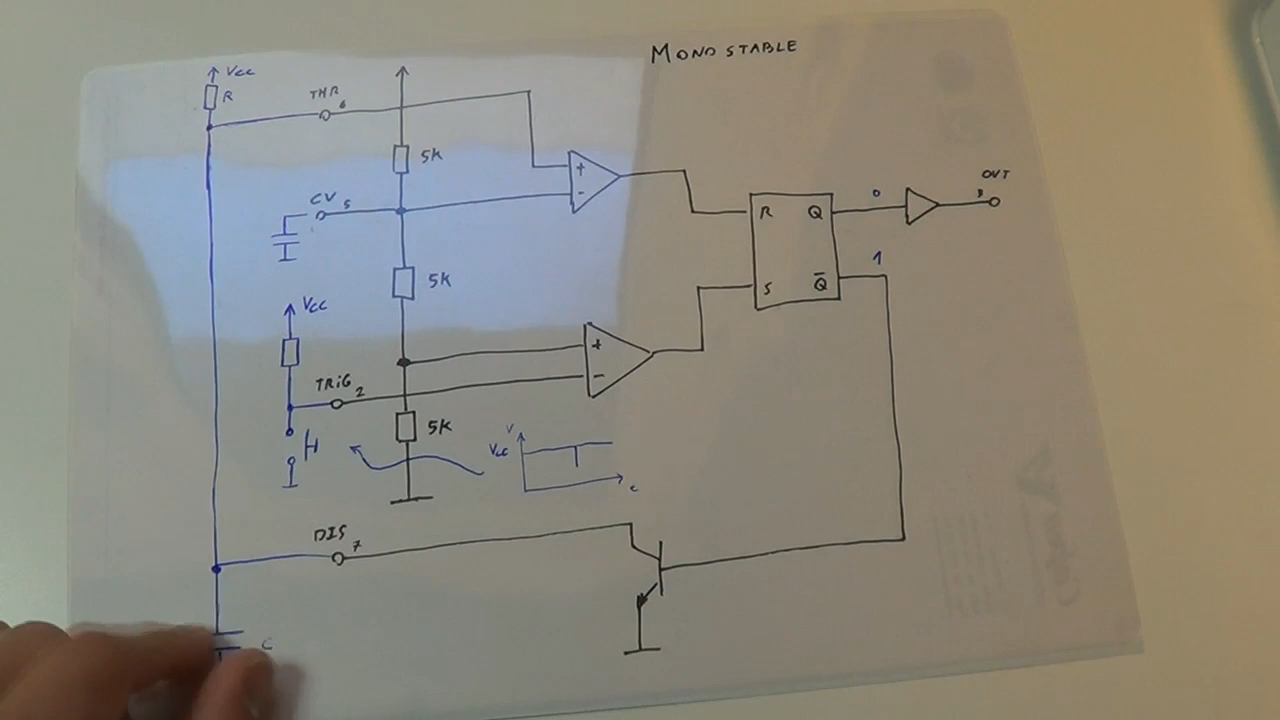 MONOSTABLE
Vcc
R
THR 6
5K
CV 5
+
-
R Q
0
OUT
3
5K
1
S Q̅
Vcc
+
-
TRIG 2
5K
V
Vcc
DIS 7
C